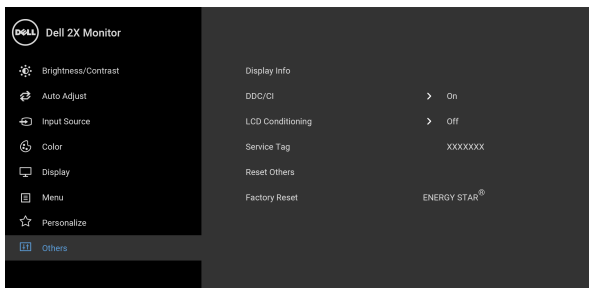 DELL Dell 2X Monitor
Brightness/Contrast
Auto Adjust
Input Source
Color
Display
Menu
Personalize
Others
Display Info
DDC/CI > On
LCD Conditioning > Off
Service Tag XXXXXXX
Reset Others
Factory Reset ENERGY STAR®